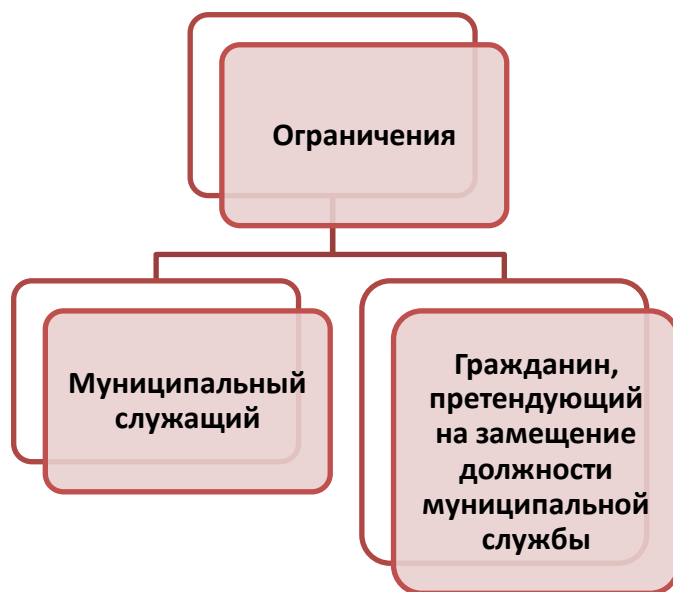 Ограничения
Муниципальный
служащий
Гражданин,
претендующий
на замещение
должности
муниципальной
службы